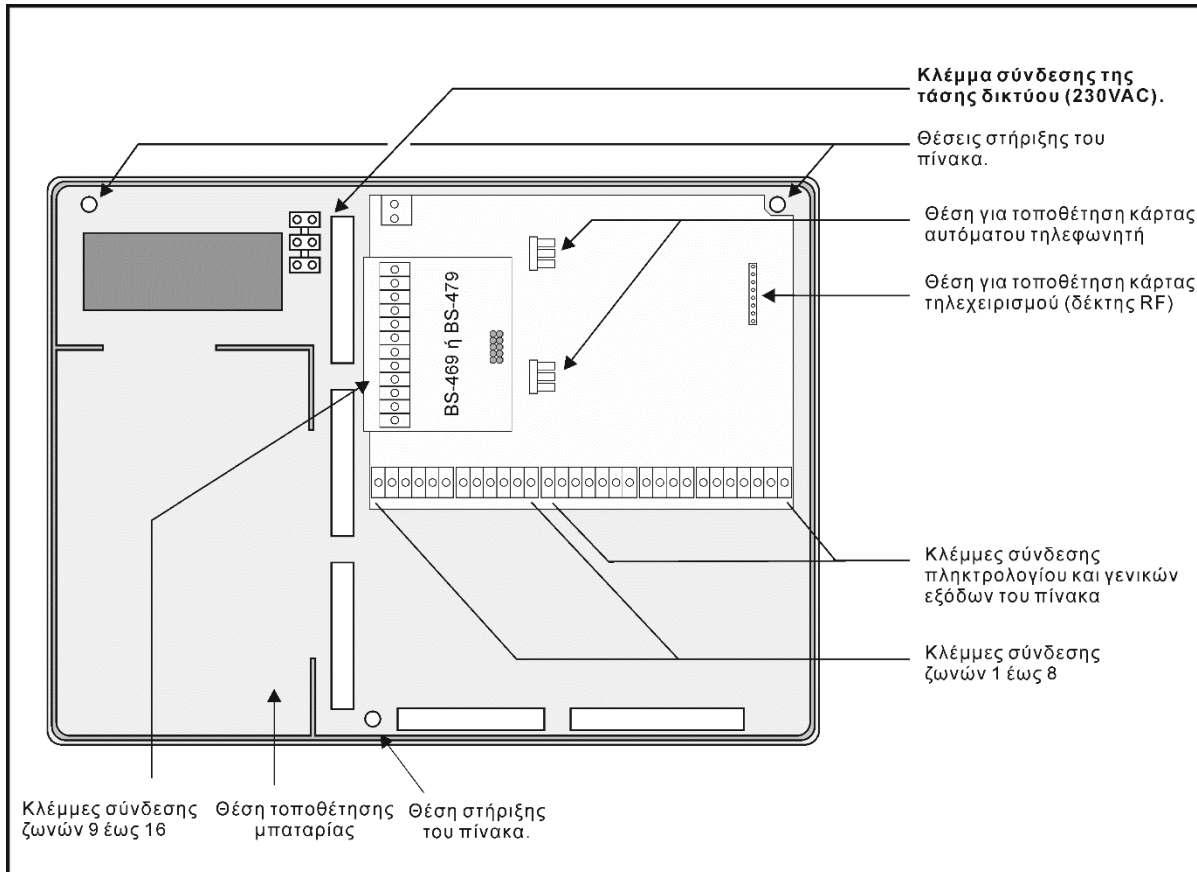 Κλέμμα σύνδεσης της
τάσης δικτύου (230VAC).
Θέσεις στήριξης του
πίνακα.
Θέση για τοποθέτηση κάρτας
αυτόματου τηλεφωνητή
Θέση για τοποθέτηση κάρτας
τηλεχειρισμού (δέκτης RF)
BS-469 ή BS-479
Κλέμμες σύνδεσης
πληκτρολογίου και γενικών
εξόδων του πίνακα
Κλέμμες σύνδεσης
ζωνών 1 έως 8
Κλέμμες σύνδεσης
ζωνών 9 έως 16
Θέση τοποθέτησης
μπαταρίας
Θέση στήριξης
του πίνακα.